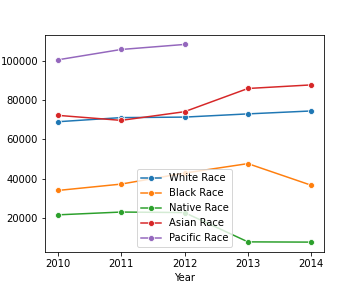 100000
80000
60000
40000
20000
White Race
Black Race
Native Race
Asian Race
Pacific Race
2010 2011 2012 2013 2014
Year